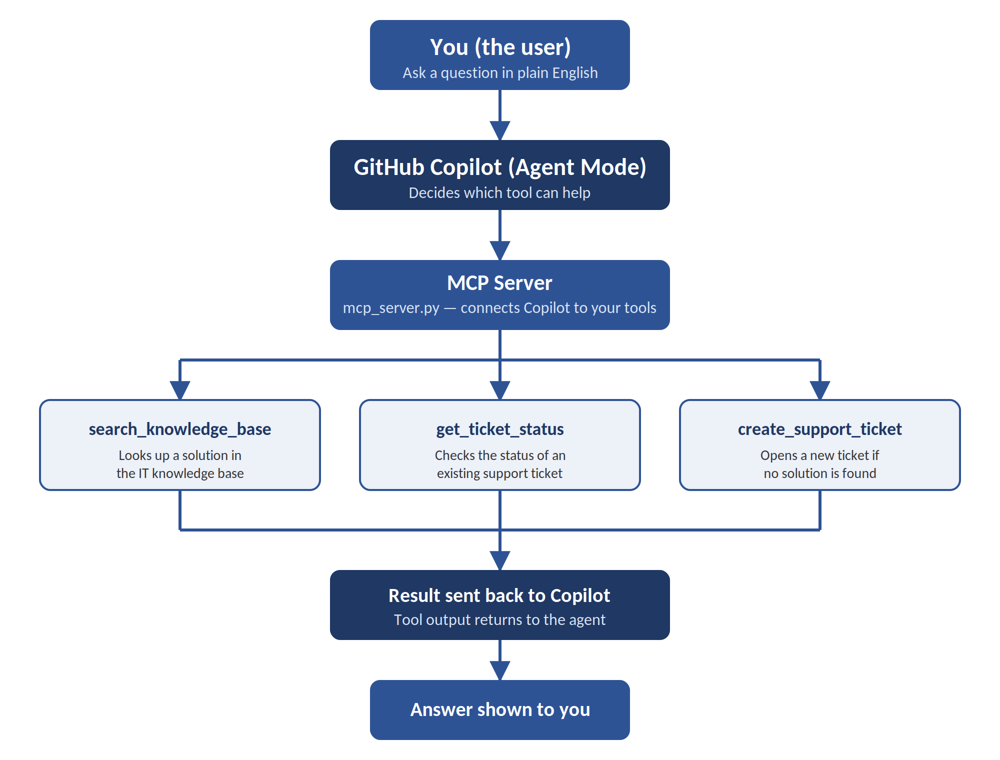 You (the user)
Ask a question in plain English
GitHub Copilot (Agent Mode)
Decides which tool can help
MCP Server
mcp_server.py — connects Copilot to your tools
search_knowledge_base
Looks up a solution in
the IT knowledge base
get_ticket_status
Checks the status of an
existing support ticket
create_support_ticket
Opens a new ticket if
no solution is found
Result sent back to Copilot
Tool output returns to the agent
Answer shown to you